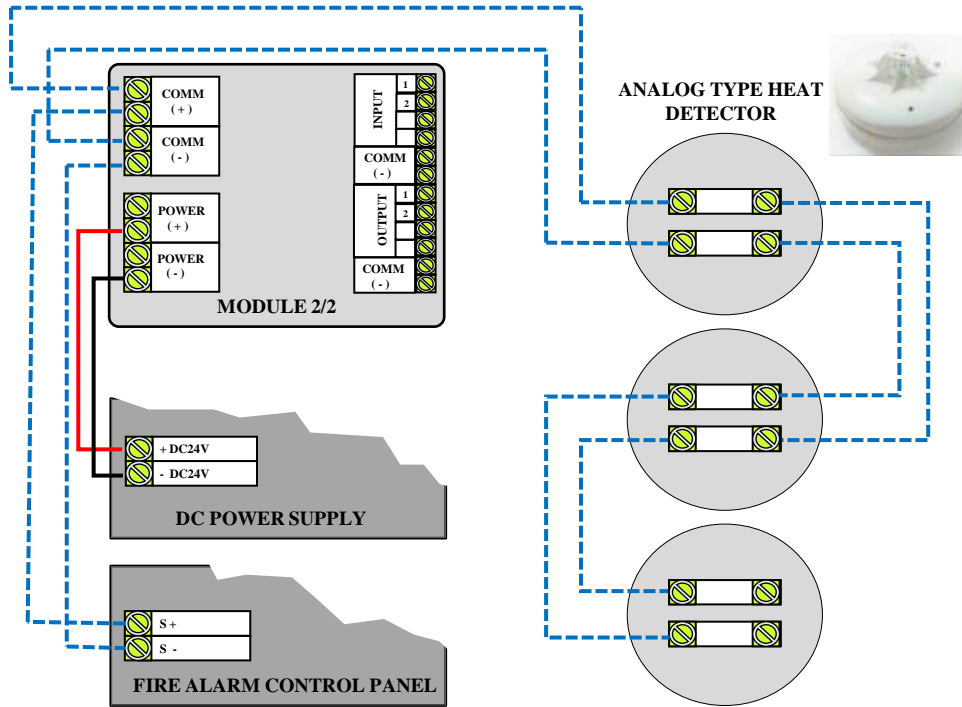 ANALOG TYPE HEAT
DETECTOR
COMM
( + )
COMM
( - )
POWER
( + )
POWER
( - )
INPUT
1
2
COMM
( - )
OUTPUT
1
2
COMM
( - )
MODULE 2/2
+ DC24V
- DC24V
DC POWER SUPPLY
S +
S -
FIRE ALARM CONTROL PANEL